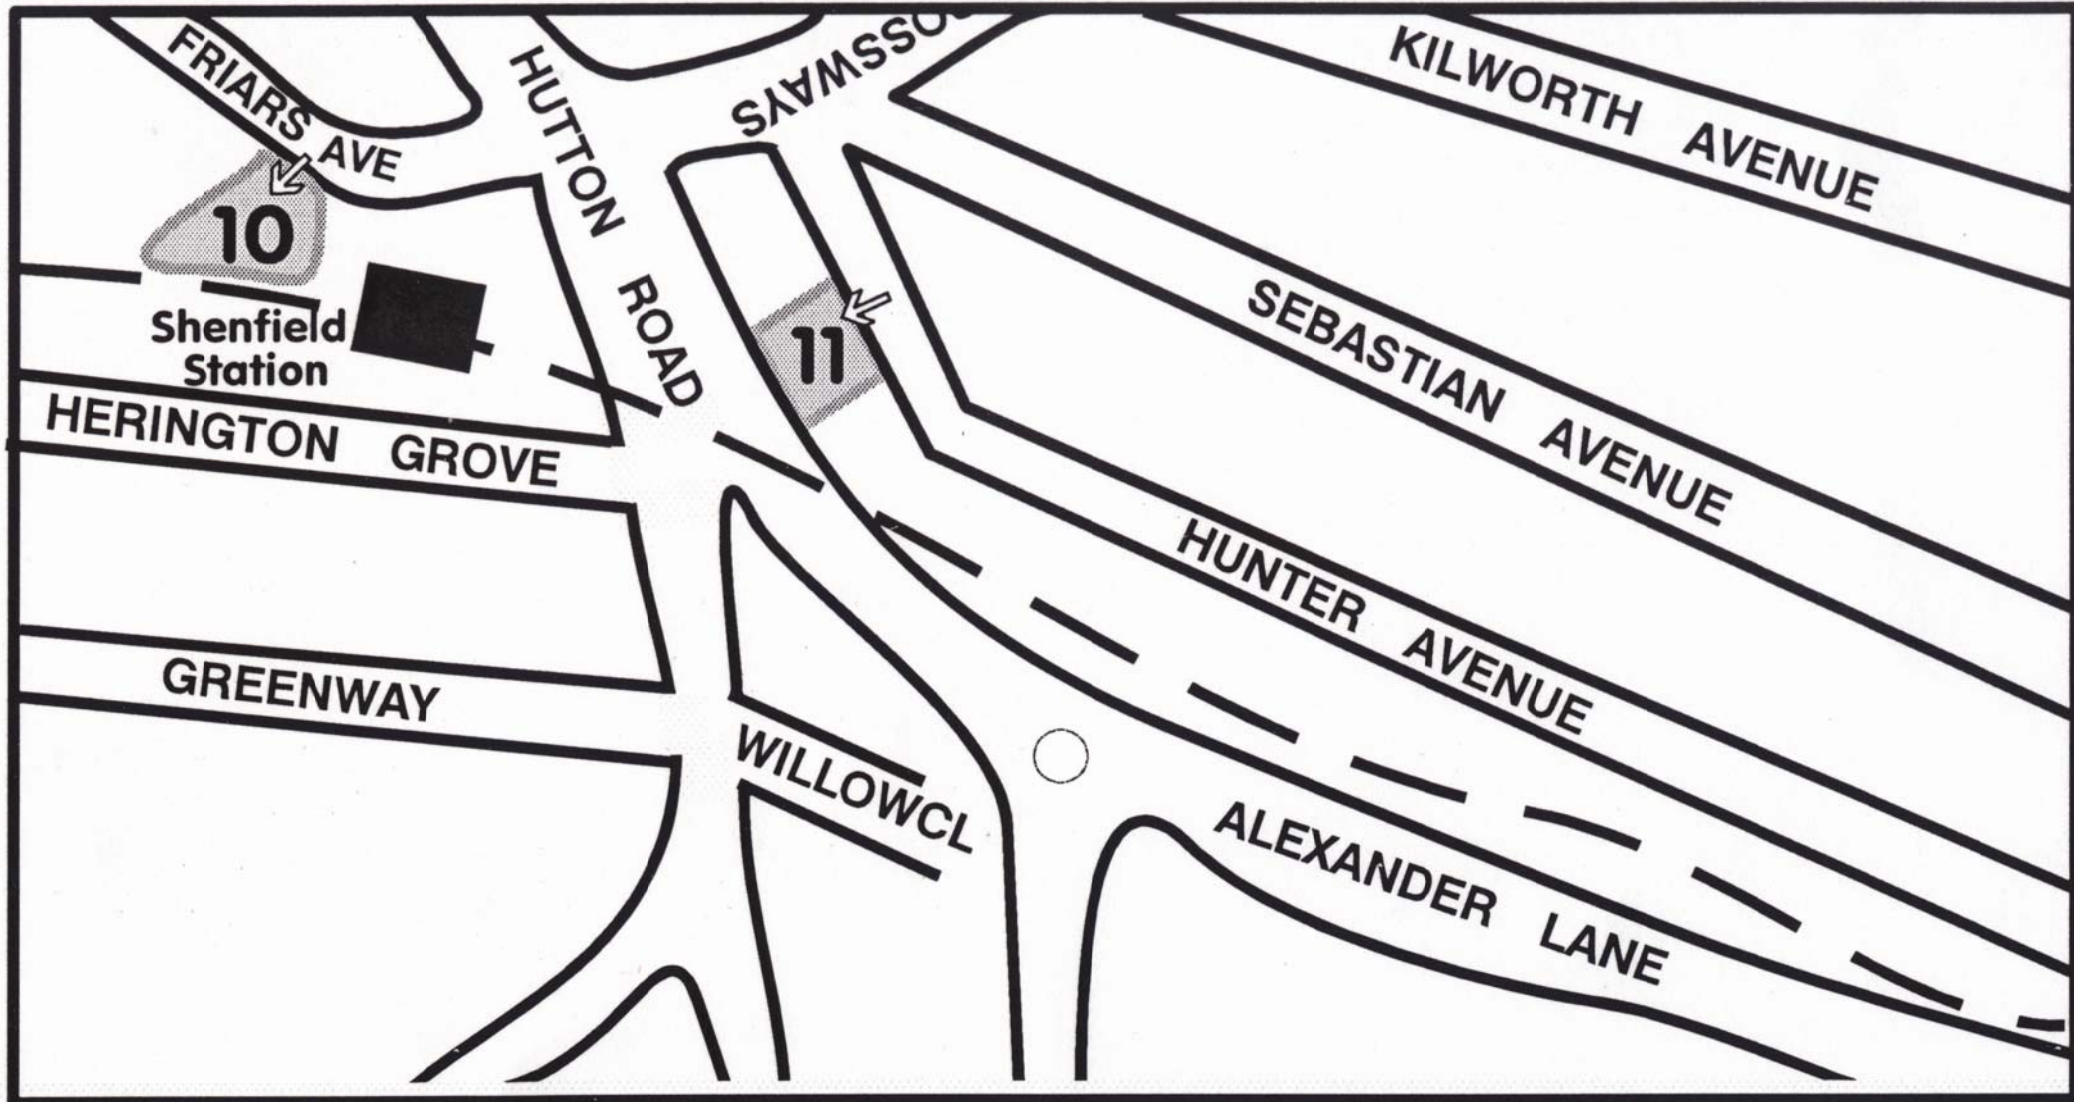 FRIARS AVE
HUTTON ROAD
OSSWAYS
KILWORTH AVENUE
10
11
Shenfield
Station
SEBASTIAN AVENUE
HERINGTON GROVE
HUNTER AVENUE
GREENWAY
WILLOWCL
ALEXANDER LANE